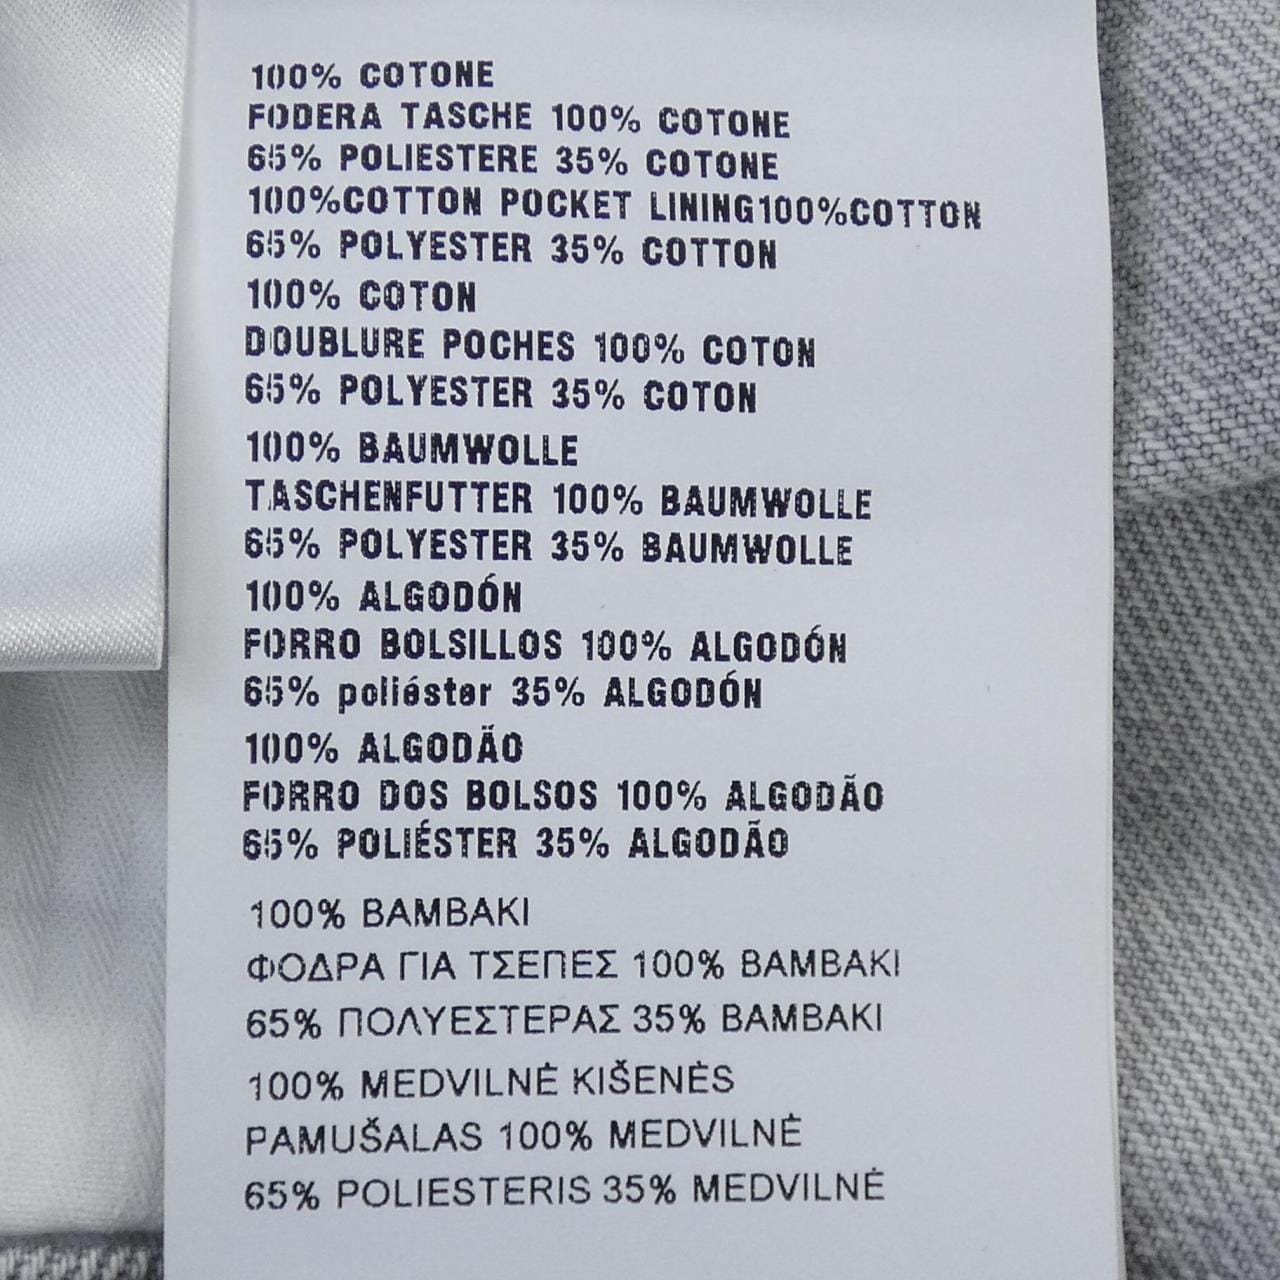 100% COTONE
FODERA TASCHE 100% COTONE
65% POLIESTERE 35% COTONE
100%COTTON POCKET LINING100%COTTON
65% POLYESTER 35% COTTON
100% COTON
DOUBLURE POCHES 100% COTON
65% POLYESTER 35% COTON
100% BAUMWOLLE
TASCHENFUTTER 100% BAUMWOLLE
65% POLYESTER 35% BAUMWOLLE
100% ALGODÓN
FORRO BOLSILLOS 100% ALGODÓN
65% poliéster 35% ALGODÓN
100% ALGODÃO
FORRO DOS BOLSOS 100% ALGODÃO
65% POLIÉSTER 35% ALGODÃO
100% ΒΑΜΒΑΚΙ
ΦΟΔΡΑ ΓΙΑ ΤΣΕΠΕΣ 100% ΒΑΜΒΑΚΙ
65% ΠΟΛΥΕΣΤΕΡΑΣ 35% ΒΑΜΒΑΚΙ
100% MEDVILNĖ KIŠENĖS
PAMUŠALAS 100% MEDVILNĖ
65% POLIESTERIS 35% MEDVILNĖ